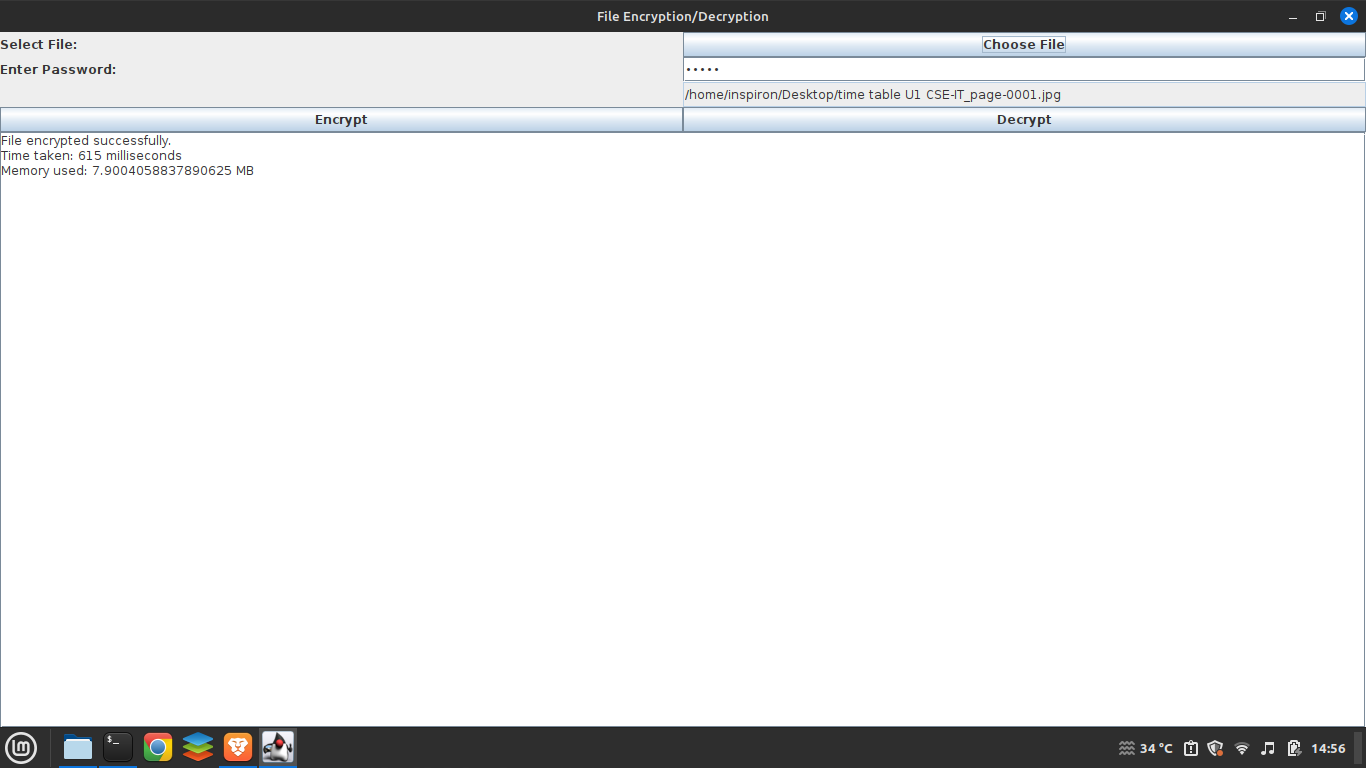 File Encryption/Decryption
Select File:
Choose File
Enter Password:
•••••
/home/inspiron/Desktop/time table U1 CSE-IT_page-0001.jpg
Encrypt
Decrypt
File encrypted successfully.
Time taken: 615 milliseconds
Memory used: 7.9004058837890625 MB
$_
34 °C
14:56